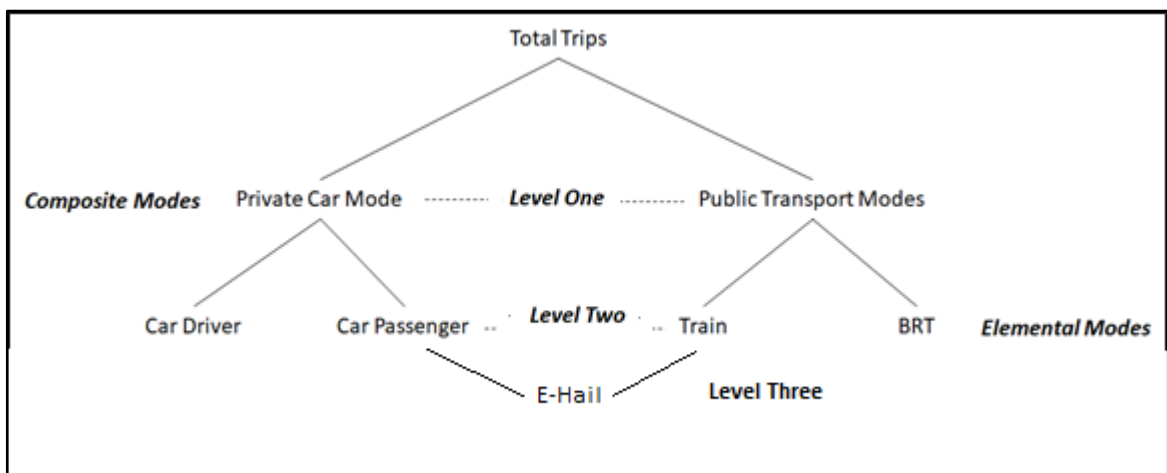 Total Trips
Composite Modes Private Car Mode Level One Public Transport Modes
Car Driver Car Passenger Level Two Train BRT Elemental Modes
E-Hail Level Three